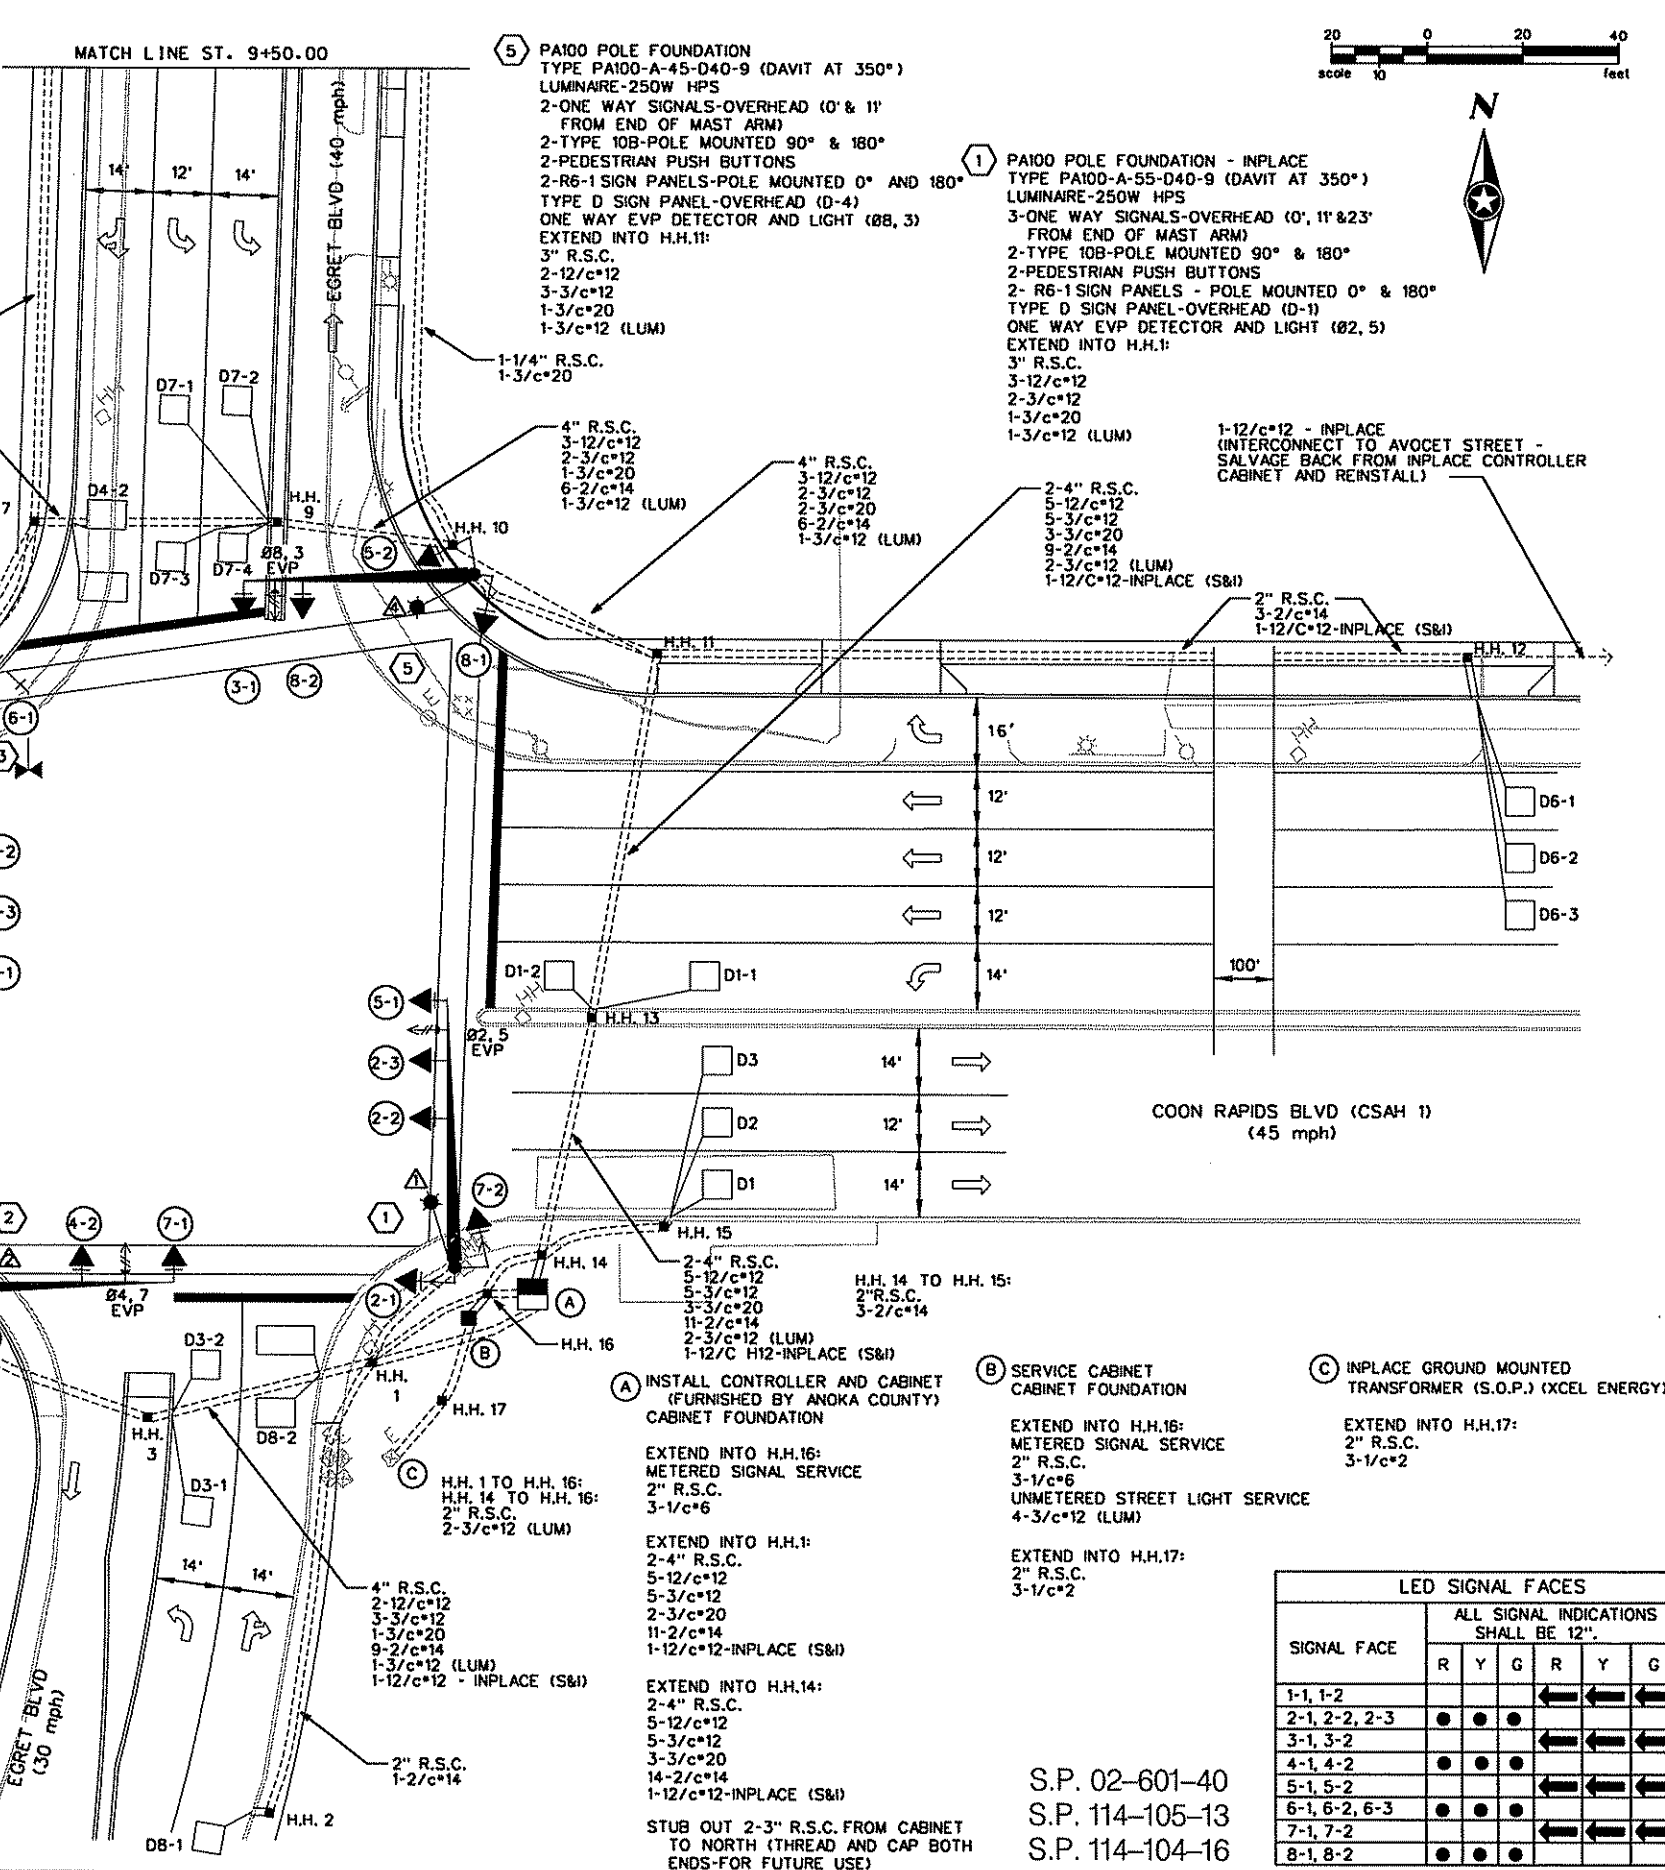 MATCH LINE ST. 9+50.00
20 0 20 40
scale 10 feet
N
5 PA100 POLE FOUNDATION
TYPE PA100-A-45-D40-9 (DAVIT AT 350°)
LUMINAIRE-250W HPS
2-ONE WAY SIGNALS-OVERHEAD (0' & 11'
FROM END OF MAST ARM)
2-TYPE 10B-POLE MOUNTED 90° & 180°
2-PEDESTRIAN PUSH BUTTONS
2-R6-1 SIGN PANELS-POLE MOUNTED 0° AND 180°
TYPE D SIGN PANEL-OVERHEAD (D-4)
ONE WAY EVP DETECTOR AND LIGHT (Ø8, 3)
EXTEND INTO H.H.11:
3" R.S.C.
2-12/c#12
3-3/c#12
1-3/c#20
1-3/c#12 (LUM)
1 PA100 POLE FOUNDATION - INPLACE
TYPE PA100-A-55-D40-9 (DAVIT AT 350°)
LUMINAIRE-250W HPS
3-ONE WAY SIGNALS-OVERHEAD (0', 11' &23'
FROM END OF MAST ARM)
2-TYPE 10B-POLE MOUNTED 90° & 180°
2-PEDESTRIAN PUSH BUTTONS
2- R6-1 SIGN PANELS - POLE MOUNTED 0° & 180°
TYPE D SIGN PANEL-OVERHEAD (D-1)
ONE WAY EVP DETECTOR AND LIGHT (Ø2, 5)
EXTEND INTO H.H.1:
3" R.S.C.
3-12/c#12
2-3/c#12
1-3/c#20
1-3/c#12 (LUM)
14' 12' 14'
EGRET BLVD (40 mph)
1-1/4" R.S.C.
1-3/c#20
4" R.S.C.
3-12/c#12
2-3/c#12
1-3/c#20
6-2/c#14
1-3/c#12 (LUM)
4" R.S.C.
3-12/c#12
2-3/c#12
2-3/c#20
6-2/c#14
1-3/c#12 (LUM)
2-4" R.S.C.
5-12/c#12
5-3/c#12
3-3/c#20
9-2/c#14
2-3/c#12 (LUM)
1-12/C#12-INPLACE (S&I)
1-12/c#12 - INPLACE
(INTERCONNECT TO AVOCET STREET -
SALVAGE BACK FROM INPLACE CONTROLLER
CABINET AND REINSTALL)
2" R.S.C.
3-2/c#14
1-12/C#12-INPLACE (S&I)
D7-1
D7-2
HH
D4-2
7
H.H.
9
H.H. 10
D7-3
D7-4
Ø8, 3
EVP
5-2
4
8-1
5
3-1
8-2
E
6-1
3
H.H. 11
H.H. 12
HH
16'
12'
12'
12'
14'
100'
D6-1
D6-2
D6-3
-2
-3
-1
D1-2
D1-1
HH
H.H. 13
5-1
Ø2, 5
EVP
2-3
2-2
D3
D2
D1
14'
12'
14'
COON RAPIDS BLVD (CSAH 1)
(45 mph)
1
7-2
1
2
4-2
7-1
2
Ø4, 7
EVP
2-1
H.H. 15
H.H. 14
A
B
H.H. 16
2-4" R.S.C.
5-12/c#12
5-3/c#12
3-3/c#20
11-2/c#14
2-3/c#12 (LUM)
1-12/C H12-INPLACE (S&I)
H.H. 14 TO H.H. 15:
2"R.S.C.
3-2/c#14
D3-2
D8-2
H.H.
1
H.H. 17
H.H.
3
D3-1
E
C
H.H. 1 TO H.H. 16:
H.H. 14 TO H.H. 16:
2" R.S.C.
2-3/c#12 (LUM)
A INSTALL CONTROLLER AND CABINET
(FURNISHED BY ANOKA COUNTY)
CABINET FOUNDATION
EXTEND INTO H.H.16:
METERED SIGNAL SERVICE
2" R.S.C.
3-1/c#6
EXTEND INTO H.H.1:
2-4" R.S.C.
5-12/c#12
5-3/c#12
2-3/c#20
11-2/c#14
1-12/c#12-INPLACE (S&I)
EXTEND INTO H.H.14:
2-4" R.S.C.
5-12/c#12
5-3/c#12
3-3/c#20
14-2/c#14
1-12/c#12-INPLACE (S&I)
STUB OUT 2-3" R.S.C. FROM CABINET
TO NORTH (THREAD AND CAP BOTH
ENDS-FOR FUTURE USE)
B SERVICE CABINET
CABINET FOUNDATION
EXTEND INTO H.H.16:
METERED SIGNAL SERVICE
2" R.S.C.
3-1/c#6
UNMETERED STREET LIGHT SERVICE
4-3/c#12 (LUM)
EXTEND INTO H.H.17:
2" R.S.C.
3-1/c#2
C INPLACE GROUND MOUNTED
TRANSFORMER (S.O.P.) (XCEL ENERGY)
EXTEND INTO H.H.17:
2" R.S.C.
3-1/c#2
14' 14'
4" R.S.C.
2-12/c#12
3-3/c#12
1-3/c#20
9-2/c#14
1-3/c#12 (LUM)
1-12/c#12 - INPLACE (S&I)
EGRET BLVD
(30 mph)
2" R.S.C.
1-2/c#14
H.H. 2
D8-1
S.P. 02-601-40
S.P. 114-105-13
S.P. 114-104-16
LED SIGNAL FACES
SIGNAL FACE
ALL SIGNAL INDICATIONS
SHALL BE 12".
R Y G R Y G
1-1, 1-2
2-1, 2-2, 2-3
3-1, 3-2
4-1, 4-2
5-1, 5-2
6-1, 6-2, 6-3
7-1, 7-2
8-1, 8-2